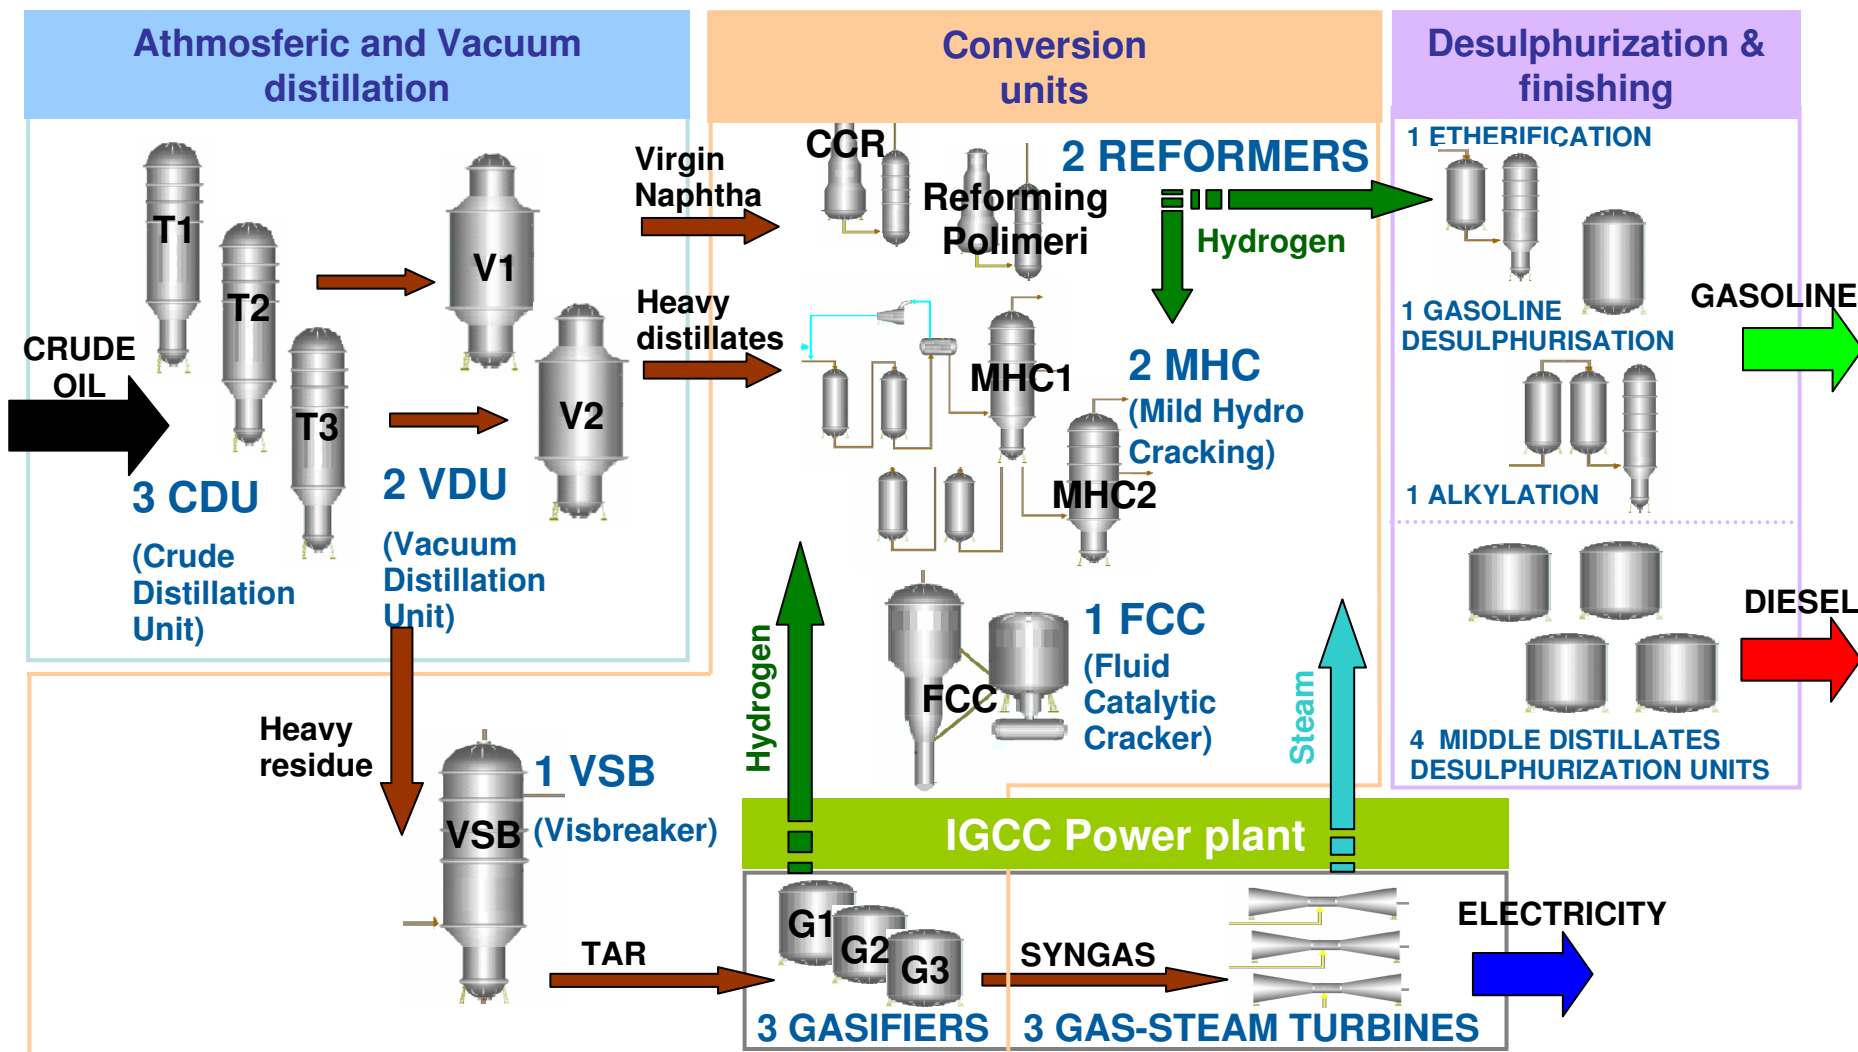 Athmosferic and Vacuum
distillation
Conversion
units
Desulphurization &
finishing
CRUDE
OIL
T1
T2
T3
V1
V2
3 CDU
(Crude
Distillation
Unit)
2 VDU
(Vacuum
Distillation
Unit)
Virgin
Naphtha
Heavy
distillates
CCR
Reforming
Polimeri
2 REFORMERS
Hydrogen
MHC1
MHC2
2 MHC
(Mild Hydro
Cracking)
FCC
1 FCC
(Fluid
Catalytic
Cracker)
Hydrogen
Steam
1 ETHERIFICATION
1 GASOLINE
DESULPHURISATION
1 ALKYLATION
4 MIDDLE DISTILLATES
DESULPHURIZATION UNITS
GASOLINE
DIESEL
Heavy
residue
VSB
1 VSB
(Visbreaker)
TAR
IGCC Power plant
G1
G2
G3
SYNGAS
3 GASIFIERS
3 GAS-STEAM TURBINES
ELECTRICITY